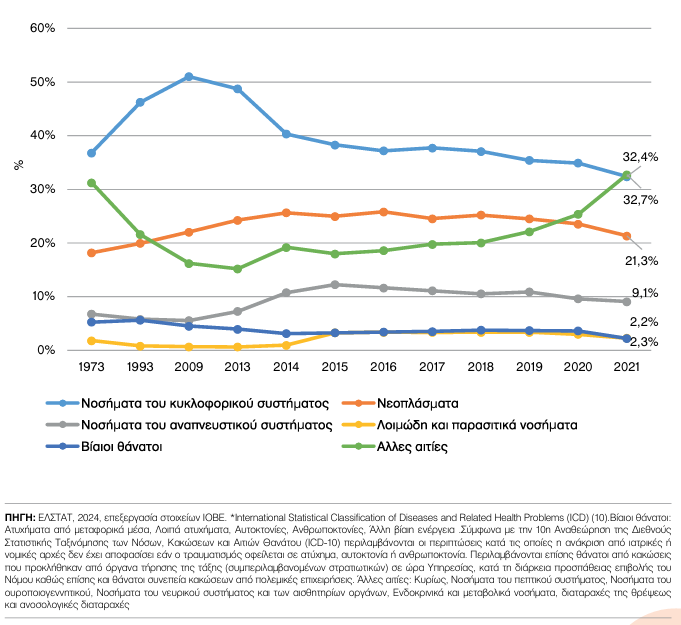 60%
50%
40%
30%
20%
10%
0%
%
32,4%
32,7%
21,3%
9,1%
2,2%
2,3%
1973 1993 2009 2013 2014 2015 2016 2017 2018 2019 2020 2021
Νοσήματα του κυκλοφορικού συστήματος Νεοπλάσματα
Νοσήματα του αναπνευστικού συστήματος Λοιμώδη και παρασιτικά νοσήματα
Βίαιοι θάνατοι Αλλες αιτίες
ΠΗΓΗ: ΕΛΣΤΑΤ, 2024, επεξεργασία στοιχείων ΙΟΒΕ. *International Statistical Classification of Diseases and Related Health Problems (ICD) (10).Βίαιοι θάνατοι:
Ατυχήματα από μεταφορικά μέσα, Λοιπά ατυχήματα, Αυτοκτονίες, Ανθρωποκτονίες, Άλλη βίαιη ενέργεια .Σύμφωνα με την 10η Αναθεώρηση της Διεθνούς
Στατιστικής Ταξινόμησης των Νόσων, Κακώσεων και Αιτιών Θανάτου (ICD-10) περιλαμβάνονται οι περιπτώσεις κατά τις οποίες η ανάκριση από ιατρικές ή
νομικές αρχές δεν έχει αποφασίσει εάν ο τραυματισμός οφείλεται σε ατύχημα, αυτοκτονία ή ανθρωποκτονία. Περιλαμβάνονται επίσης θάνατοι από κακώσεις
που προκλήθηκαν από όργανα τήρησης της τάξης (συμπεριλαμβανομένων στρατιωτικών) σε ώρα Υπηρεσίας, κατά τη διάρκεια προσπάθειας επιβολής του
Νόμου καθώς επίσης και θάνατοι συνεπεία κακώσεων από πολεμικές επιχειρήσεις. Άλλες αιτίες: Κυρίως, Νοσήματα του πεπτικού συστήματος, Νοσήματα του
ουροποιογεννητικού, Νοσήματα του νευρικού συστήματος και των αισθητηρίων οργάνων, Ενδοκρινικά και μεταβολικά νοσήματα, διαταραχές της θρέψεως
και ανοσολογικές διαταραχές